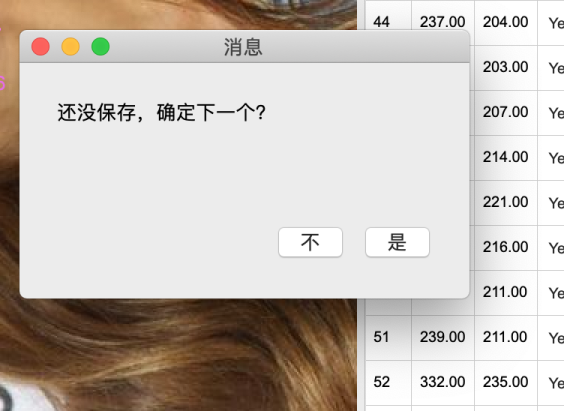 消息
还没保存，确定下一个？
不 是
44 237.00 204.00 Ye
203.00 Ye
207.00 Ye
214.00 Ye
221.00 Ye
216.00 Ye
211.00 Ye
51 239.00 211.00 Ye
52 332.00 235.00 Ye